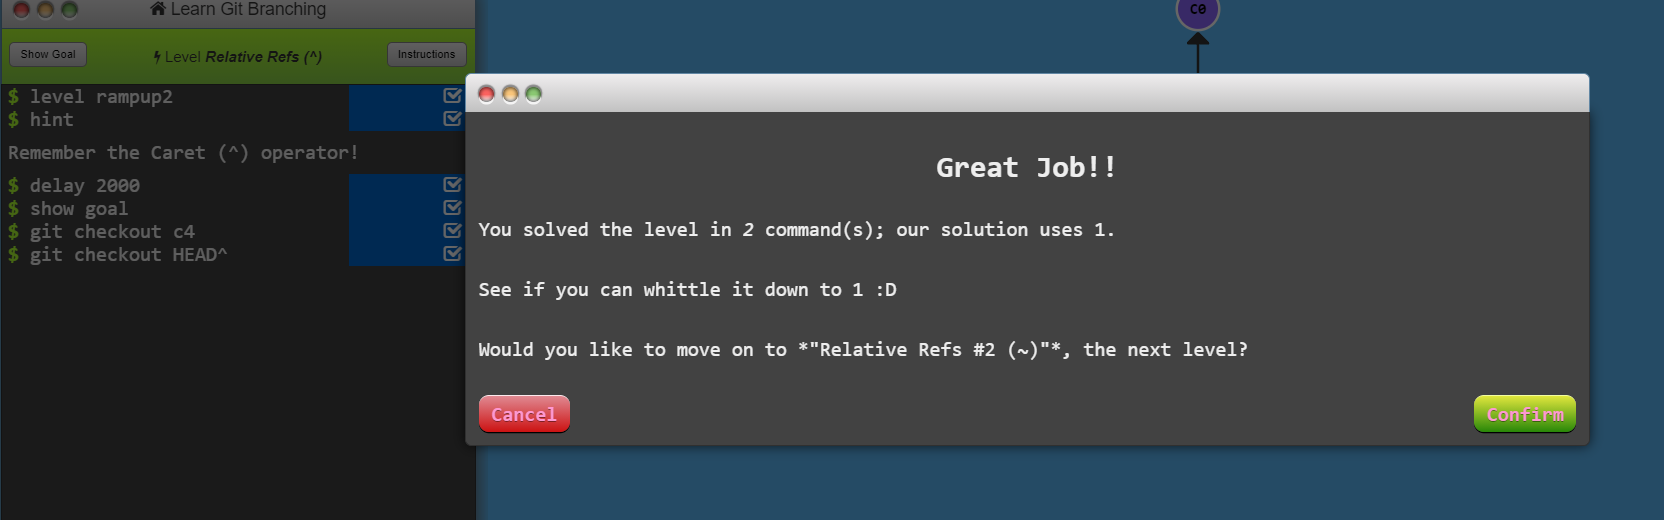 Learn Git Branching
C0
Show Goal
Level Relative Refs (^)
Instructions
$ level rampup2
$ hint
Remember the Caret (^) operator!
$ delay 2000
$ show goal
$ git checkout c4
$ git checkout HEAD^
Great Job!!
You solved the level in 2 command(s); our solution uses 1.
See if you can whittle it down to 1 :D
Would you like to move on to *"Relative Refs #2 (~)"*, the next level?
Cancel
Confirm